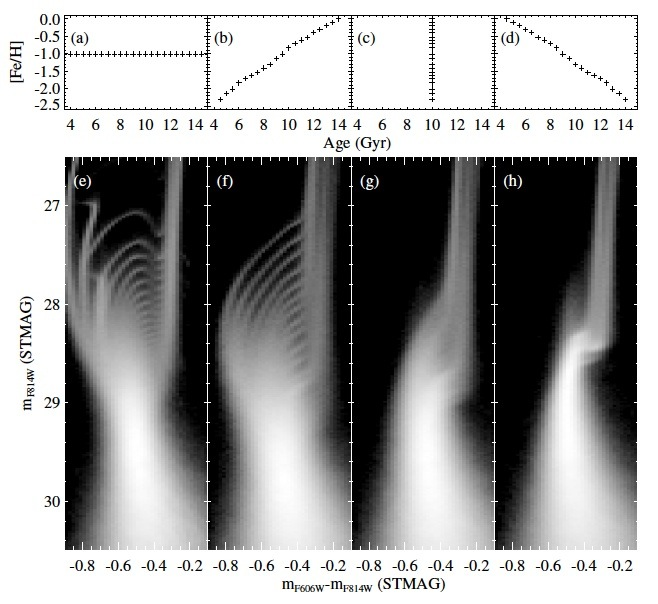 0.0
-0.5
-1.0
-1.5
-2.0
-2.5
[Fe/H]
(a)
(b)
(c)
(d)
4 6 8 10 12 14
4 6 8 10 12 14
4 6 8 10 12 14
4 6 8 10 12 14
Age (Gyr)
(e)
(f)
(g)
(h)
27
28
29
30
mF814W (STMAG)
-0.8 -0.6 -0.4 -0.2
-0.8 -0.6 -0.4 -0.2
-0.8 -0.6 -0.4 -0.2
-0.8 -0.6 -0.4 -0.2
mF606W-mF814W (STMAG)